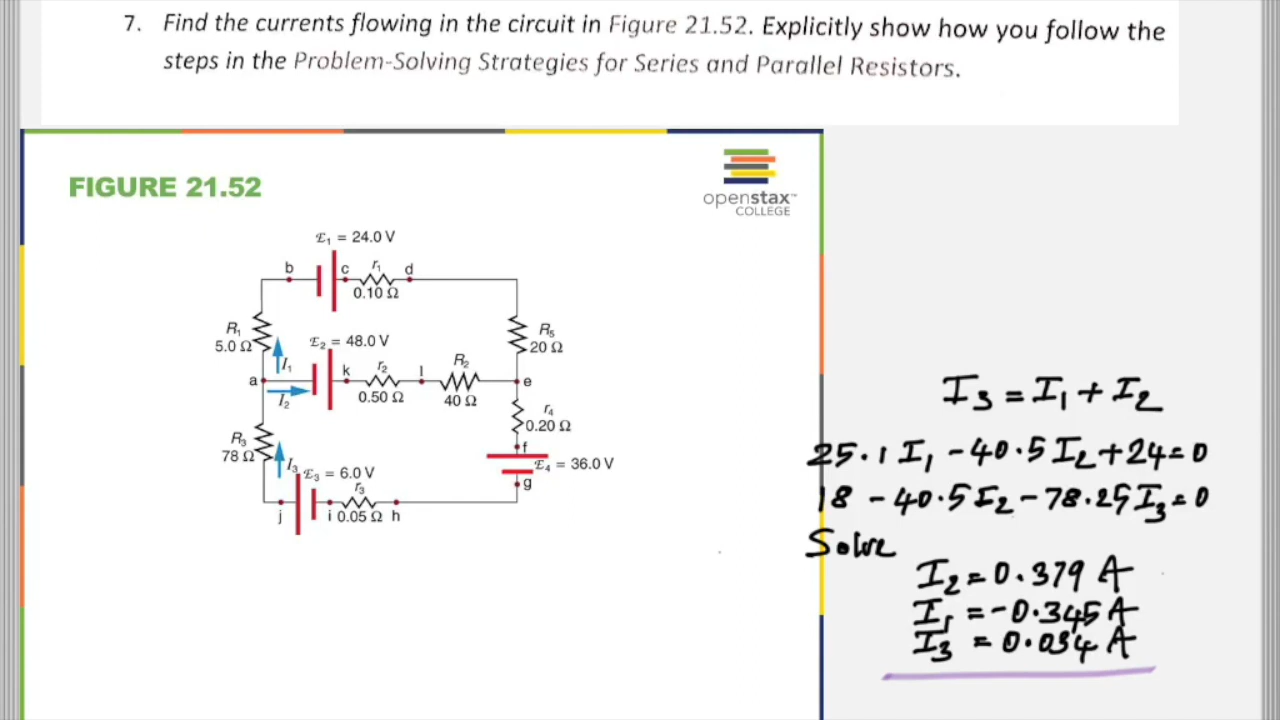 7. Find the currents flowing in the circuit in Figure 21.52. Explicitly show how you follow the
steps in the Problem-Solving Strategies for Series and Parallel Resistors.
FIGURE 21.52
openstax™
COLLEGE
ℰ₁ = 24.0 V
b
c
r₁
d
0.10 Ω
R₁
5.0 Ω
I₁
ℰ₂ = 48.0 V
R₅
20 Ω
a
I₂
k
r₂
0.50 Ω
l
R₂
40 Ω
e
r₄
0.20 Ω
R₃
78 Ω
I₃
ℰ₃ = 6.0 V
r₃
f
ℰ₄ = 36.0 V
g
j
i 0.05 Ω h
I₃ = I₁ + I₂
25.1 I₁ - 40.5 I₂ + 24 = 0
18 - 40.5 I₂ - 78.25 I₃ = 0
Solve
I₂ = 0.379 A
I₁ = -0.345 A
I₃ = 0.034 A